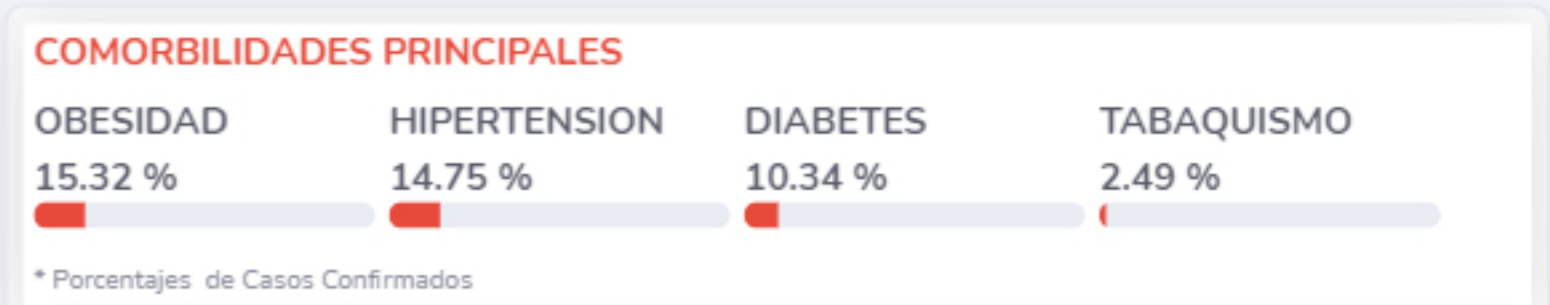 COMORBILIDADES PRINCIPALES
OBESIDAD HIPERTENSION DIABETES TABAQUISMO
15.32 % 14.75 % 10.34 % 2.49 %
* Porcentajes de Casos Confirmados